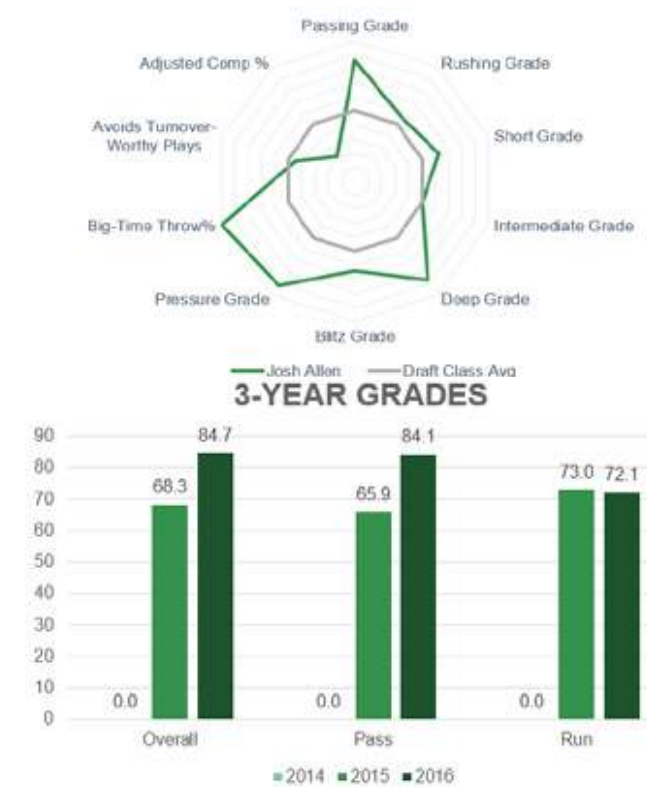 Passing Grade
Adjusted Comp %
Rushing Grade
Avoids Turnover-
Worthy Plays
Short Grade
Big-Time Throw%
Intermediate Grade
Pressure Grade
Deep Grade
Blitz Grade
Josh Allen
Draft Class Avg
3-YEAR GRADES
90
80
70
60
50
40
30
20
10
0
0.0
68.3
84.7
0.0
65.9
84.1
0.0
73.0
72.1
Overall
Pass
Run
2014
2015
2016